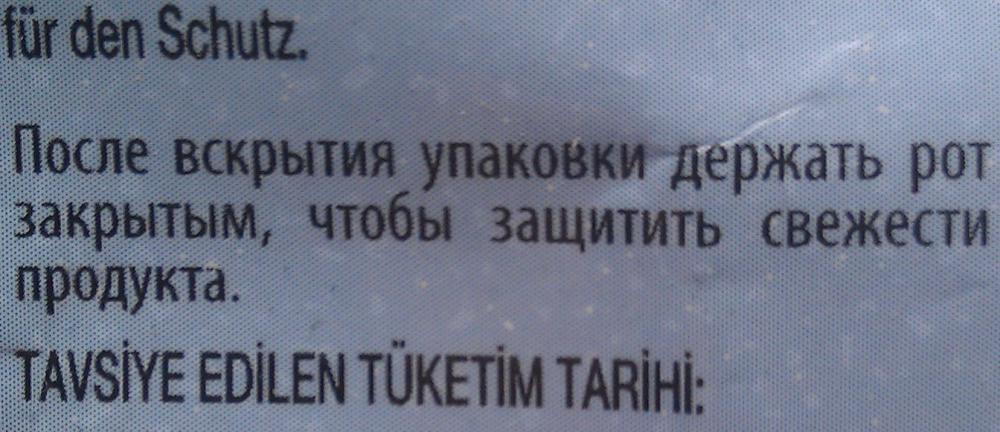 für den Schutz.
После вскрытия упаковки держать рот
закрытым, чтобы защитить свежести
продукта.
TAVSİYE EDİLEN TÜKETİM TARİHİ: